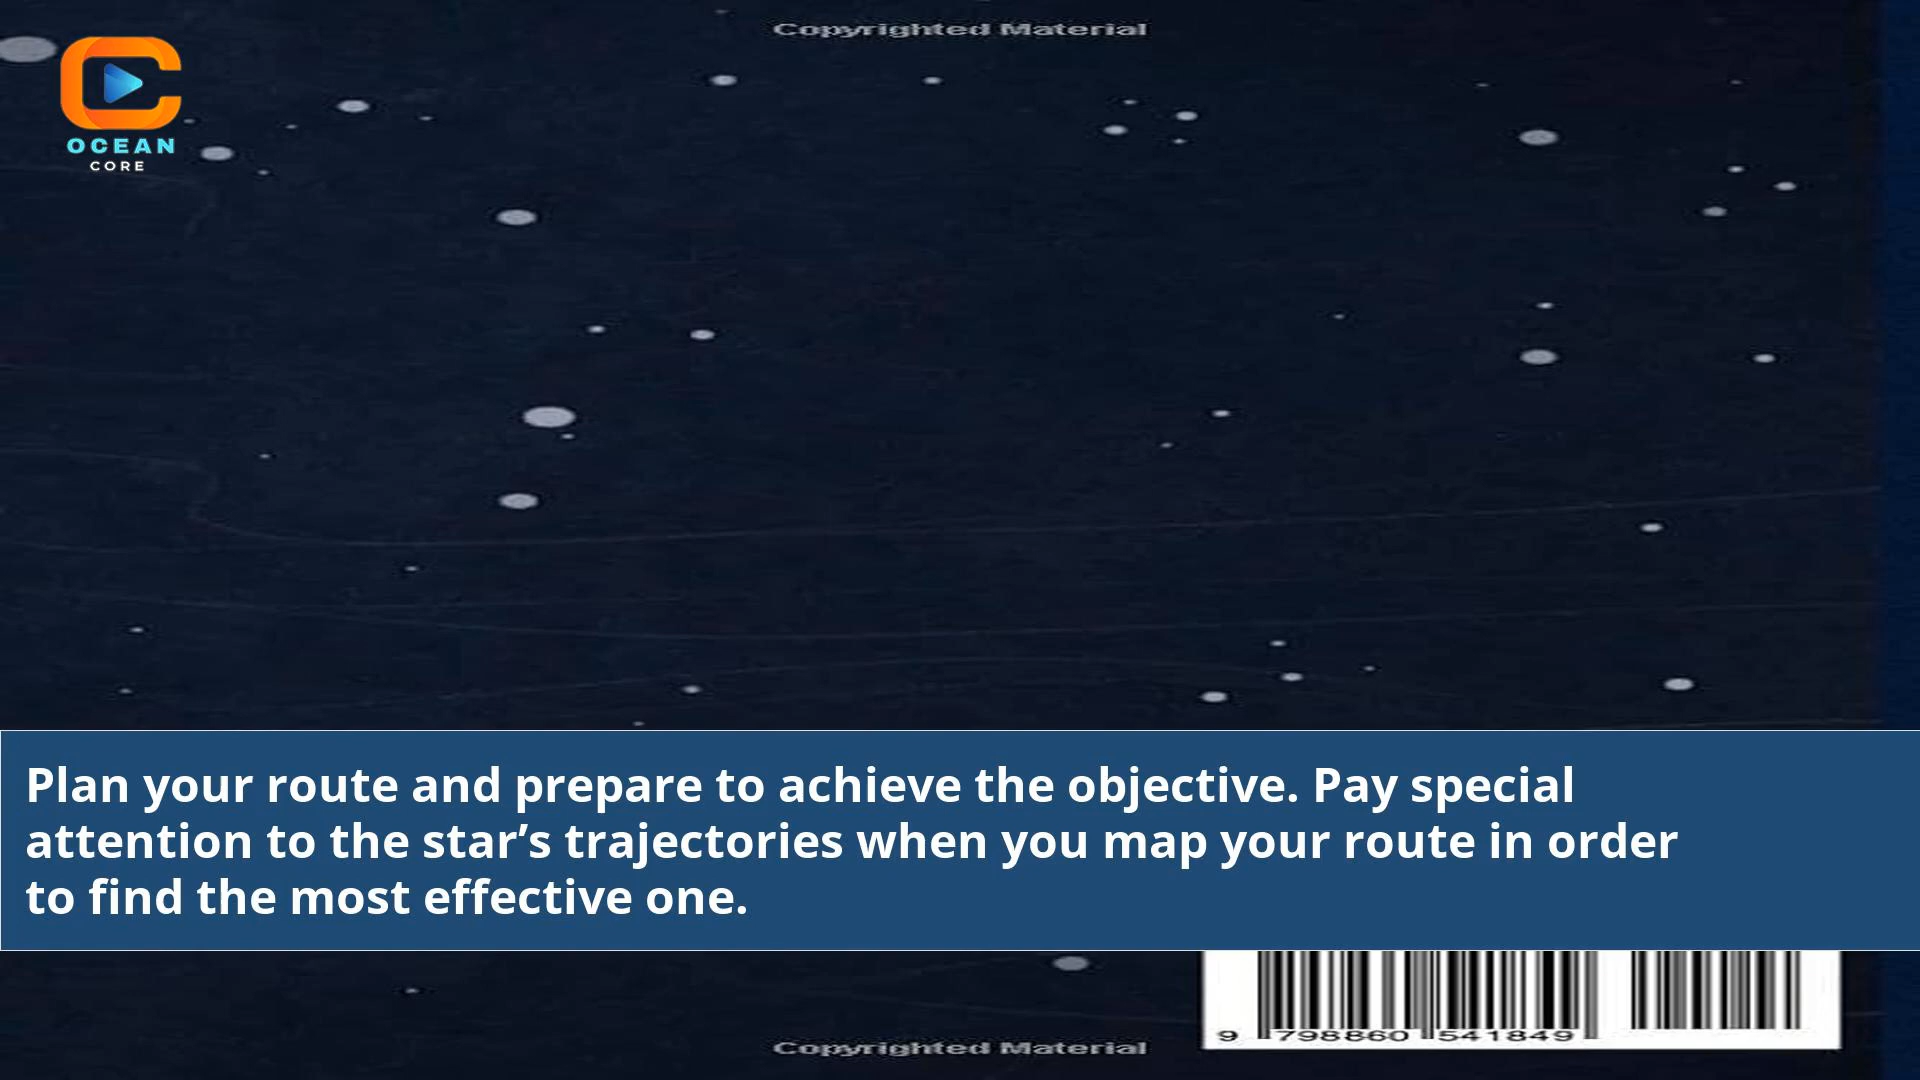 Copyrighted Material
OCEAN
CORE
Plan your route and prepare to achieve the objective. Pay special
attention to the star’s trajectories when you map your route in order
to find the most effective one.
9 798860 541849
Copyrighted Material